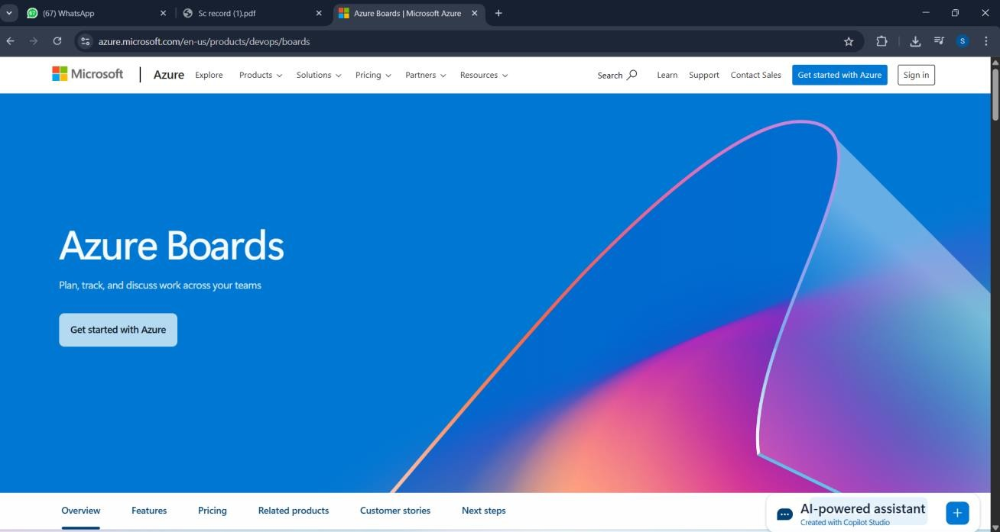 (67) WhatsApp
Sc record (1).pdf
Azure Boards | Microsoft Azure
azure.microsoft.com/en-us/products/devops/boards
S
Microsoft
Azure
Explore
Products
Solutions
Pricing
Partners
Resources
Search
Learn
Support
Contact Sales
Get started with Azure
Sign in
Azure Boards
Plan, track, and discuss work across your teams
Get started with Azure
Overview
Features
Pricing
Related products
Customer stories
Next steps
AI-powered assistant
Created with Copilot Studio